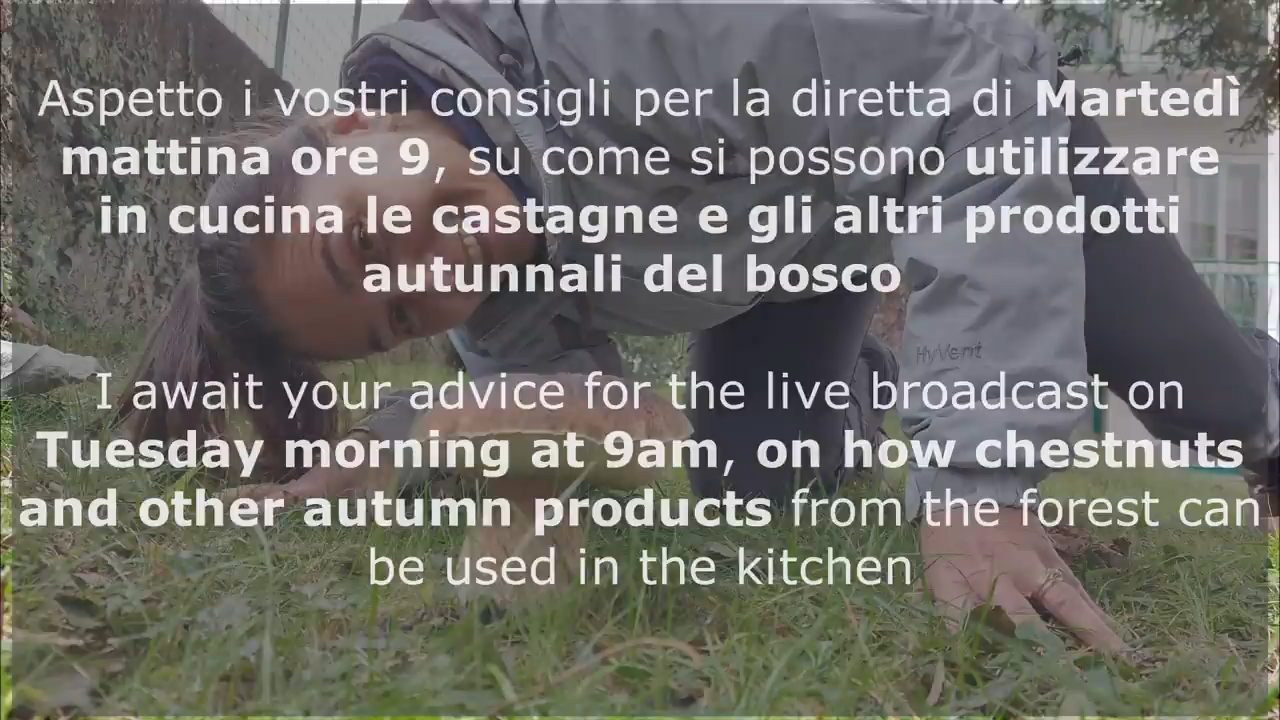 Aspetto i vostri consigli per la diretta di Martedì
mattina ore 9, su come si possono utilizzare
in cucina le castagne e gli altri prodotti
autunnali del bosco
HyVent
I await your advice for the live broadcast on
Tuesday morning at 9am, on how chestnuts
and other autumn products from the forest can
be used in the kitchen